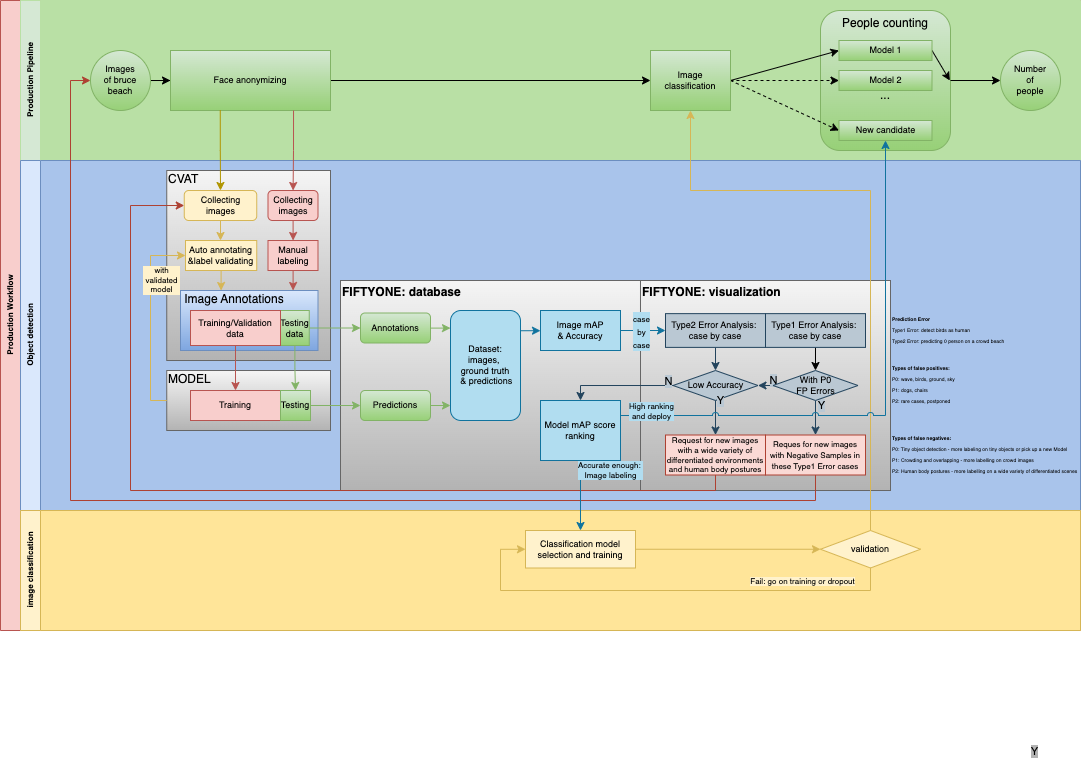 Production Workflow
Production Pipeline
Images
of bruce
beach
Face anonymizing
Image
classification
People counting
Model 1
Model 2
...
New candidate
Number
of
people
Object detection
CVAT
Collecting
images
Collecting
images
Auto annotating
&label validating
Manual
labeling
with
validated
model
Image Annotations
Training/Validation
data
Testing
data
MODEL
Training
Testing
FIFTYONE: database
Annotations
Predictions
Dataset:
images,
ground truth
& predictions
Image mAP
& Accuracy
case
by
case
Model mAP score
ranking
High ranking
and deploy
Accurate enough:
Image labeling
FIFTYONE: visualization
Type2 Error Analysis:
case by case
Type1 Error Analysis:
case by case
N
Low Accuracy
N
With P0
FP Errors
Y
Y
Request for new images
with a wide variety of
differentiated environments
and human body postures
Reques for new images
with Negative Samples in
these Type1 Error cases
Prediction Error
Type1 Error: detect birds as human
Type2 Error: predicting 0 person on a crowd beach
Types of false positives:
P0: wave, birds, ground, sky
P1: dogs, chairs
P2: rare cases, postponed
Types of false negatives:
P0: Tiny object detection - more labeling on tiny objects or pick up a new Model
P1: Crowding and overlapping - more labelling on crowd images
P2: Human body postures - more labelling on a wide variety of differentiated scenes
image classification
Classification model
selection and training
validation
Fail: go on training or dropout
Y